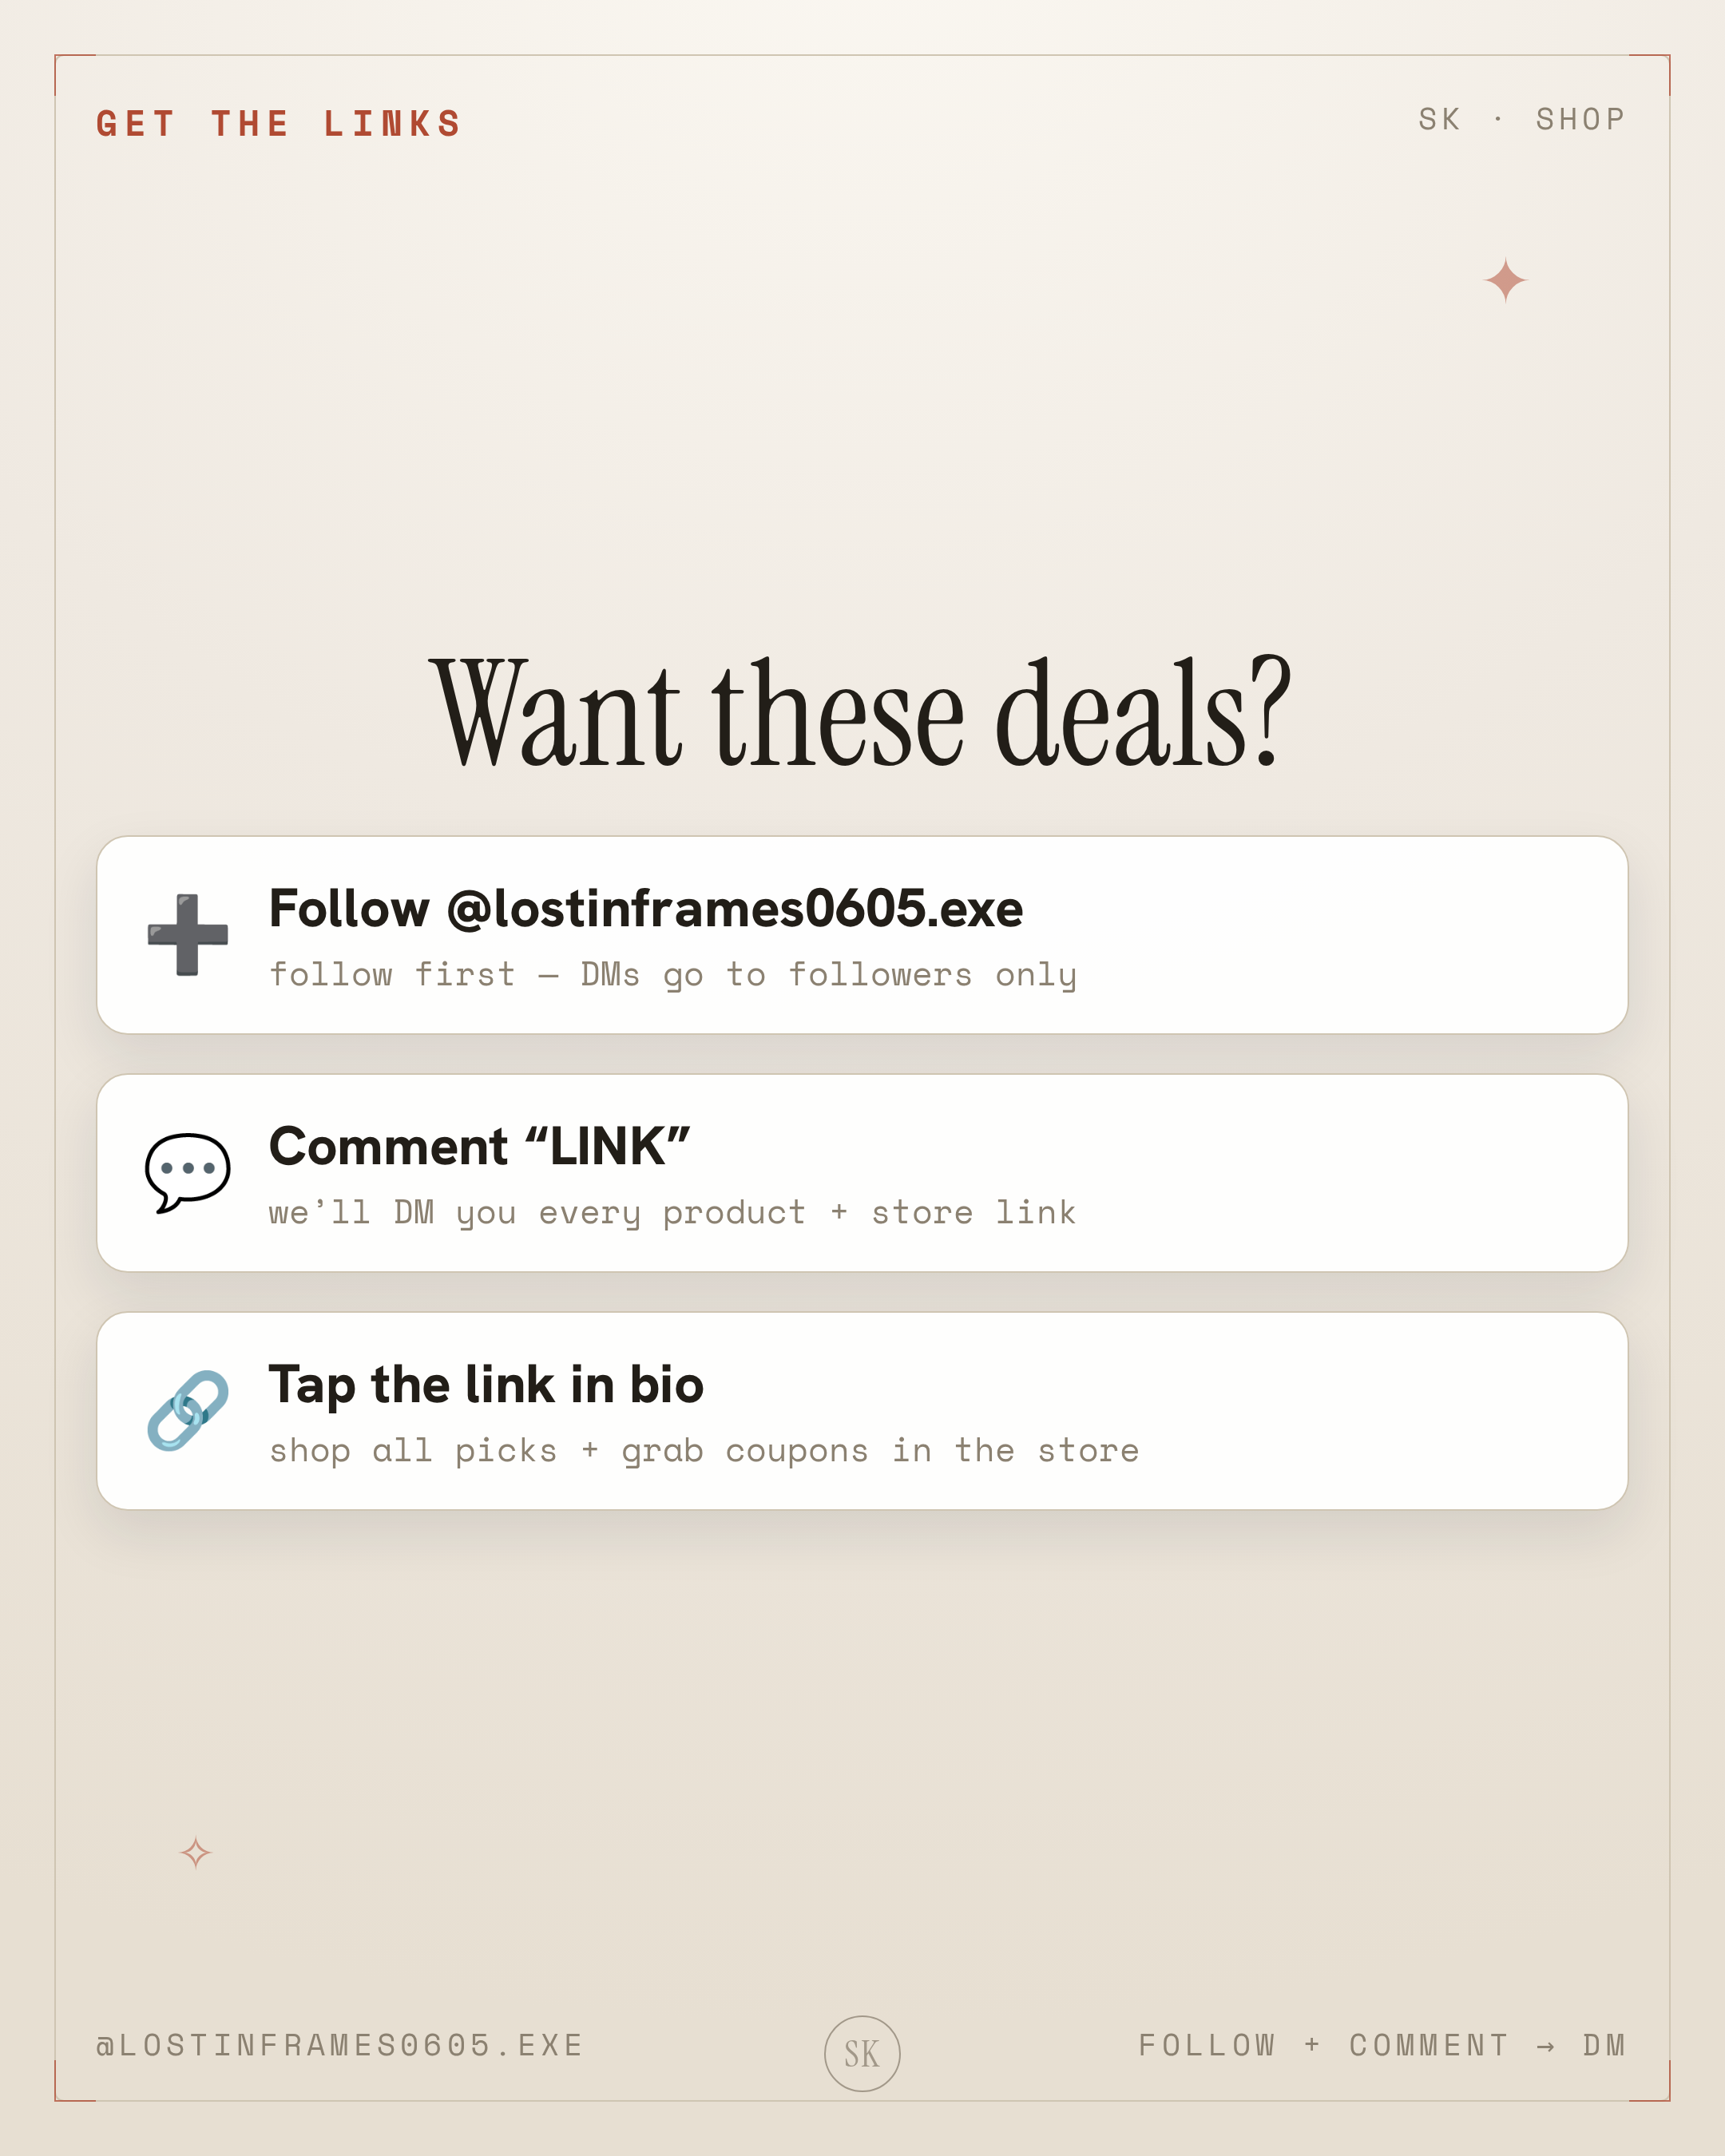 GET THE LINKS
SK · SHOP
Want these deals?
Follow @lostinframes0605.exe
follow first — DMs go to followers only
Comment “LINK”
we’ll DM you every product + store link
Tap the link in bio
shop all picks + grab coupons in the store
@LOSTINFRAMES0605.EXE
SK
FOLLOW + COMMENT → DM